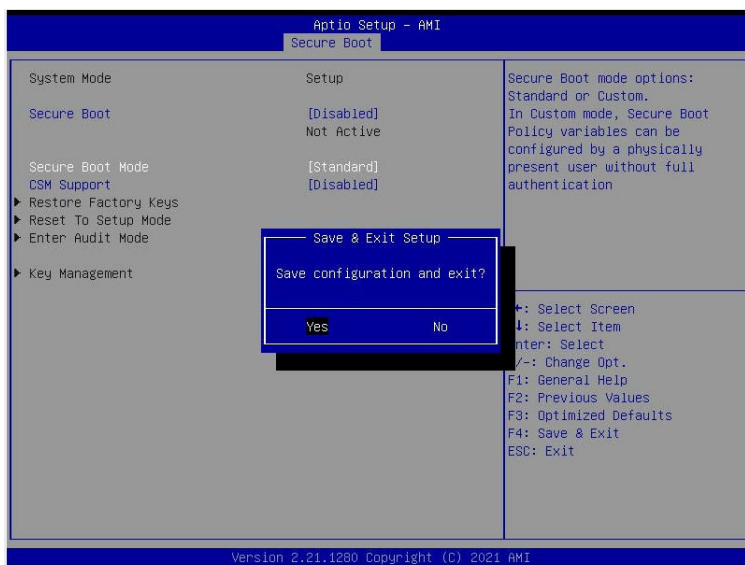 Aptio Setup – AMI
Secure Boot
System Mode Setup
Secure Boot [Disabled]
Not Active
Secure Boot Mode [Standard]
CSM Support [Disabled]
Restore Factory Keys
Reset To Setup Mode
Enter Audit Mode
Key Management
Secure Boot mode options:
Standard or Custom.
In Custom mode, Secure Boot
Policy variables can be
configured by a physically
present user without full
authentication
Save & Exit Setup
Save configuration and exit?
Yes No
: Select Screen
: Select Item
nter: Select
/-: Change Opt.
F1: General Help
F2: Previous Values
F3: Optimized Defaults
F4: Save & Exit
ESC: Exit
Version 2.21.1280 Copyright (C) 2021 AMI